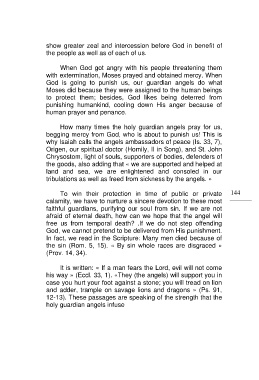 show greater zeal and intercession before God in benefit of
the people as well as of each of us.
When God got angry with his people threatening them
with extermination, Moses prayed and obtained mercy. When
God is going to punish us, our guardian angels do what
Moses did because they were assigned to the human beings
to protect them; besides, God likes being deterred from
punishing humankind, cooling down His anger because of
human prayer and penance.
How many times the holy guardian angels pray for us,
begging mercy from God, who is about to punish us! This is
why Isaiah calls the angels ambassadors of peace (Is. 33, 7),
Origen, our spiritual doctor (Homily, II in Song), and St. John
Chrysostom, light of souls, supporters of bodies, defenders of
the goods, also adding that « we are supported and helped at
land and sea, we are enlightened and consoled in our
tribulations as well as freed from sickness by the angels. »
To win their protection in time of public or private
calamity, we have to nurture a sincere devotion to these most
faithful guardians, purifying our soul from sin. If we are not
afraid of eternal death, how can we hope that the angel will
free us from temporal death? .If we do not step offending
God, we cannot pretend to be delivered from His punishment.
In fact, we read in the Scripture: Many men died because of
the sin (Rom. 5, 15). « By sin whole races are disgraced »
(Prov. 14, 34).
It is written: « If a man fears the Lord, evil will not come
his way » (Eccl. 33, 1). «They (the angels) will support you in
case you hurt your foot against a stone; you will tread on lion
and adder, trample on savage lions and dragons » (Ps. 91,
12-13). These passages are speaking of the strength that the
holy guardian angels infuse
144